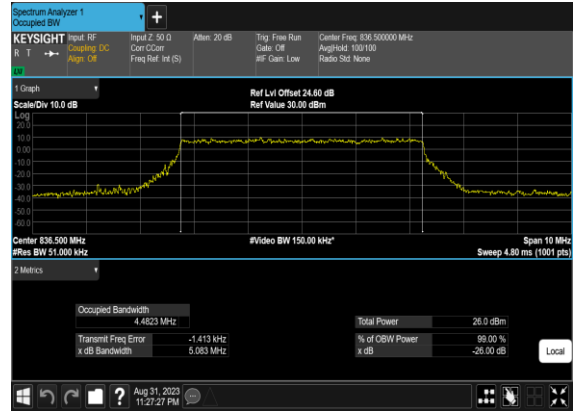 Spectrum Analyzer 1
Occupied BW
KEYSIGHT Input: RF
R T Coupling: DC
Align: Off
Input Z: 50 Ω
Corr CCorr
Freq Ref: Int (S)
Atten: 20 dB
Trig: Free Run
Gate: Off
#IF Gain: Low
Center Freq: 836.500000 MHz
Avg|Hold: 100/100
Radio Std: None
LXI
1 Graph
Scale/Div 10.0 dB
Ref Lvl Offset 24.60 dB
Ref Value 30.00 dBm
Log
20.0
10.0
0.00
-10.0
-20.0
-30.0
-40.0
-50.0
-60.0
Center 836.500 MHz
#Video BW 150.00 kHz*
Span 10 MHz
#Res BW 51.000 kHz
Sweep 4.80 ms (1001 pts)
2 Metrics
Occupied Bandwidth
4.4823 MHz
Total Power 26.0 dBm
Transmit Freq Error -1.413 kHz
% of OBW Power 99.00 %
x dB Bandwidth 5.083 MHz
x dB -26.00 dB
Local
Aug 31, 2023
11:27:27 PM